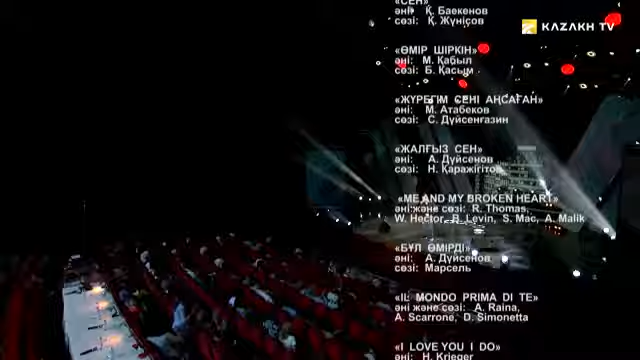 «СЕН»
әні: Қ. Баекенов
сөзі: Қ. Жүнісов
KAZAKH TV
«ӨМІР ШІРКІН»
әні: М. Қабыл
сөзі: Б. Қасым
«ЖҮРЕГІМ СЕНІ АҢСАҒАН»
әні: М. Атабеков
сөзі: С. Дүйсенғазин
«ЖАЛҒЫЗ СЕН»
әні: А. Дүйсенов
сөзі: Н. Қаражігітов
«ME AND MY BROKEN HEART»
әні және сөзі: R. Thomas,
W. Hector, B. Levin, S. Mac, A. Malik
«БҰЛ ӨМІРДІ»
әні: А. Дүйсенов
сөзі: Марсель
«IL MONDO PRIMA DI TE»
әні және сөзі: A. Raina,
A. Scarrone, D. Simonetta
«I LOVE YOU I DO»
әні: H. Krieger